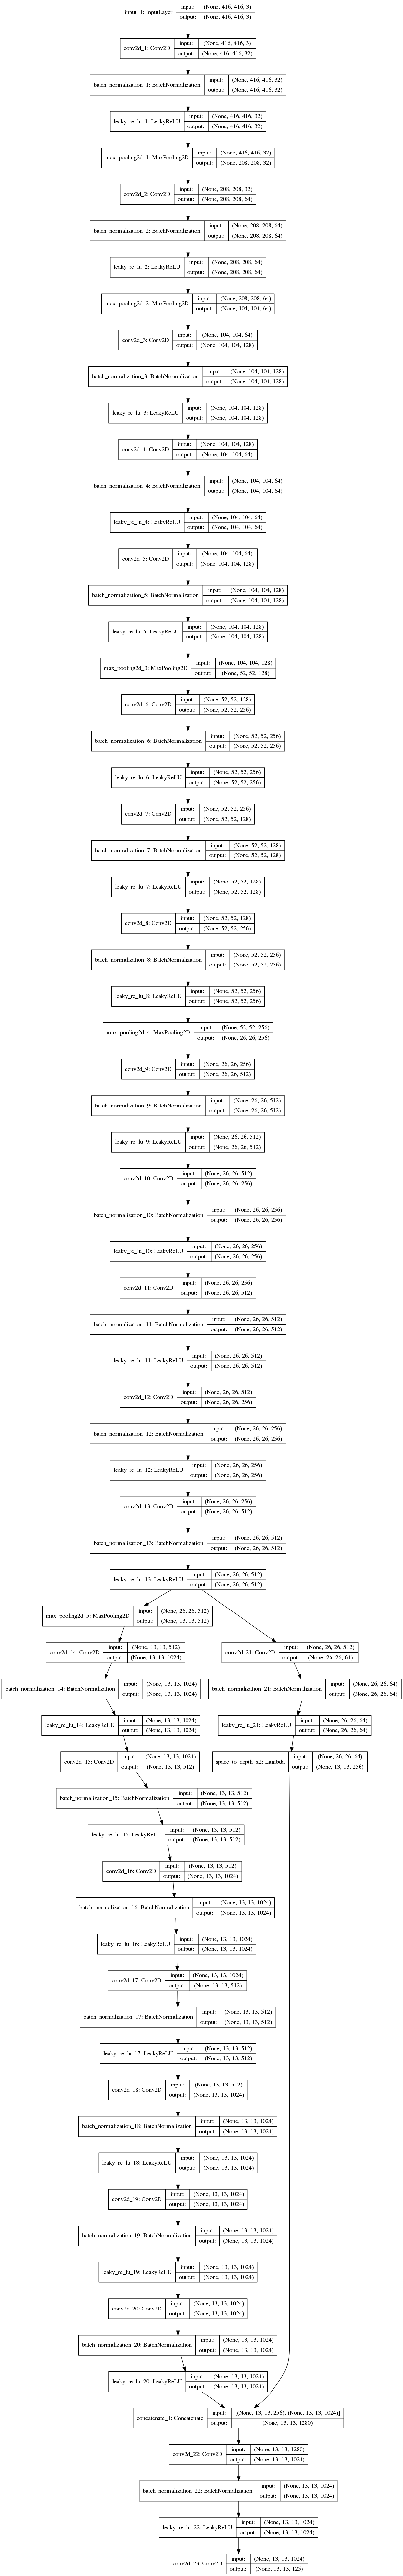 input_1: InputLayer
input: (None, 416, 416, 3)
output: (None, 416, 416, 3)
conv2d_1: Conv2D
input: (None, 416, 416, 3)
output: (None, 416, 416, 32)
batch_normalization_1: BatchNormalization
input: (None, 416, 416, 32)
output: (None, 416, 416, 32)
leaky_re_lu_1: LeakyReLU
input: (None, 416, 416, 32)
output: (None, 416, 416, 32)
max_pooling2d_1: MaxPooling2D
input: (None, 416, 416, 32)
output: (None, 208, 208, 32)
conv2d_2: Conv2D
input: (None, 208, 208, 32)
output: (None, 208, 208, 64)
batch_normalization_2: BatchNormalization
input: (None, 208, 208, 64)
output: (None, 208, 208, 64)
leaky_re_lu_2: LeakyReLU
input: (None, 208, 208, 64)
output: (None, 208, 208, 64)
max_pooling2d_2: MaxPooling2D
input: (None, 208, 208, 64)
output: (None, 104, 104, 64)
conv2d_3: Conv2D
input: (None, 104, 104, 64)
output: (None, 104, 104, 128)
batch_normalization_3: BatchNormalization
input: (None, 104, 104, 128)
output: (None, 104, 104, 128)
leaky_re_lu_3: LeakyReLU
input: (None, 104, 104, 128)
output: (None, 104, 104, 128)
conv2d_4: Conv2D
input: (None, 104, 104, 128)
output: (None, 104, 104, 64)
batch_normalization_4: BatchNormalization
input: (None, 104, 104, 64)
output: (None, 104, 104, 64)
leaky_re_lu_4: LeakyReLU
input: (None, 104, 104, 64)
output: (None, 104, 104, 64)
conv2d_5: Conv2D
input: (None, 104, 104, 64)
output: (None, 104, 104, 128)
batch_normalization_5: BatchNormalization
input: (None, 104, 104, 128)
output: (None, 104, 104, 128)
leaky_re_lu_5: LeakyReLU
input: (None, 104, 104, 128)
output: (None, 104, 104, 128)
max_pooling2d_3: MaxPooling2D
input: (None, 104, 104, 128)
output: (None, 52, 52, 128)
conv2d_6: Conv2D
input: (None, 52, 52, 128)
output: (None, 52, 52, 256)
batch_normalization_6: BatchNormalization
input: (None, 52, 52, 256)
output: (None, 52, 52, 256)
leaky_re_lu_6: LeakyReLU
input: (None, 52, 52, 256)
output: (None, 52, 52, 256)
conv2d_7: Conv2D
input: (None, 52, 52, 256)
output: (None, 52, 52, 128)
batch_normalization_7: BatchNormalization
input: (None, 52, 52, 128)
output: (None, 52, 52, 128)
leaky_re_lu_7: LeakyReLU
input: (None, 52, 52, 128)
output: (None, 52, 52, 128)
conv2d_8: Conv2D
input: (None, 52, 52, 128)
output: (None, 52, 52, 256)
batch_normalization_8: BatchNormalization
input: (None, 52, 52, 256)
output: (None, 52, 52, 256)
leaky_re_lu_8: LeakyReLU
input: (None, 52, 52, 256)
output: (None, 52, 52, 256)
max_pooling2d_4: MaxPooling2D
input: (None, 52, 52, 256)
output: (None, 26, 26, 256)
conv2d_9: Conv2D
input: (None, 26, 26, 256)
output: (None, 26, 26, 512)
batch_normalization_9: BatchNormalization
input: (None, 26, 26, 512)
output: (None, 26, 26, 512)
leaky_re_lu_9: LeakyReLU
input: (None, 26, 26, 512)
output: (None, 26, 26, 512)
conv2d_10: Conv2D
input: (None, 26, 26, 512)
output: (None, 26, 26, 256)
batch_normalization_10: BatchNormalization
input: (None, 26, 26, 256)
output: (None, 26, 26, 256)
leaky_re_lu_10: LeakyReLU
input: (None, 26, 26, 256)
output: (None, 26, 26, 256)
conv2d_11: Conv2D
input: (None, 26, 26, 256)
output: (None, 26, 26, 512)
batch_normalization_11: BatchNormalization
input: (None, 26, 26, 512)
output: (None, 26, 26, 512)
leaky_re_lu_11: LeakyReLU
input: (None, 26, 26, 512)
output: (None, 26, 26, 512)
conv2d_12: Conv2D
input: (None, 26, 26, 512)
output: (None, 26, 26, 256)
batch_normalization_12: BatchNormalization
input: (None, 26, 26, 256)
output: (None, 26, 26, 256)
leaky_re_lu_12: LeakyReLU
input: (None, 26, 26, 256)
output: (None, 26, 26, 256)
conv2d_13: Conv2D
input: (None, 26, 26, 256)
output: (None, 26, 26, 512)
batch_normalization_13: BatchNormalization
input: (None, 26, 26, 512)
output: (None, 26, 26, 512)
leaky_re_lu_13: LeakyReLU
input: (None, 26, 26, 512)
output: (None, 26, 26, 512)
max_pooling2d_5: MaxPooling2D
input: (None, 26, 26, 512)
output: (None, 13, 13, 512)
conv2d_14: Conv2D
input: (None, 13, 13, 512)
output: (None, 13, 13, 1024)
conv2d_21: Conv2D
input: (None, 26, 26, 512)
output: (None, 26, 26, 64)
batch_normalization_14: BatchNormalization
input: (None, 13, 13, 1024)
output: (None, 13, 13, 1024)
batch_normalization_21: BatchNormalization
input: (None, 26, 26, 64)
output: (None, 26, 26, 64)
leaky_re_lu_14: LeakyReLU
input: (None, 13, 13, 1024)
output: (None, 13, 13, 1024)
leaky_re_lu_21: LeakyReLU
input: (None, 26, 26, 64)
output: (None, 26, 26, 64)
conv2d_15: Conv2D
input: (None, 13, 13, 1024)
output: (None, 13, 13, 512)
space_to_depth_x2: Lambda
input: (None, 26, 26, 64)
output: (None, 13, 13, 256)
batch_normalization_15: BatchNormalization
input: (None, 13, 13, 512)
output: (None, 13, 13, 512)
leaky_re_lu_15: LeakyReLU
input: (None, 13, 13, 512)
output: (None, 13, 13, 512)
conv2d_16: Conv2D
input: (None, 13, 13, 512)
output: (None, 13, 13, 1024)
batch_normalization_16: BatchNormalization
input: (None, 13, 13, 1024)
output: (None, 13, 13, 1024)
leaky_re_lu_16: LeakyReLU
input: (None, 13, 13, 1024)
output: (None, 13, 13, 1024)
conv2d_17: Conv2D
input: (None, 13, 13, 1024)
output: (None, 13, 13, 512)
batch_normalization_17: BatchNormalization
input: (None, 13, 13, 512)
output: (None, 13, 13, 512)
leaky_re_lu_17: LeakyReLU
input: (None, 13, 13, 512)
output: (None, 13, 13, 512)
conv2d_18: Conv2D
input: (None, 13, 13, 512)
output: (None, 13, 13, 1024)
batch_normalization_18: BatchNormalization
input: (None, 13, 13, 1024)
output: (None, 13, 13, 1024)
leaky_re_lu_18: LeakyReLU
input: (None, 13, 13, 1024)
output: (None, 13, 13, 1024)
conv2d_19: Conv2D
input: (None, 13, 13, 1024)
output: (None, 13, 13, 1024)
batch_normalization_19: BatchNormalization
input: (None, 13, 13, 1024)
output: (None, 13, 13, 1024)
leaky_re_lu_19: LeakyReLU
input: (None, 13, 13, 1024)
output: (None, 13, 13, 1024)
conv2d_20: Conv2D
input: (None, 13, 13, 1024)
output: (None, 13, 13, 1024)
batch_normalization_20: BatchNormalization
input: (None, 13, 13, 1024)
output: (None, 13, 13, 1024)
leaky_re_lu_20: LeakyReLU
input: (None, 13, 13, 1024)
output: (None, 13, 13, 1024)
concatenate_1: Concatenate
input: [(None, 13, 13, 256), (None, 13, 13, 1024)]
output: (None, 13, 13, 1280)
conv2d_22: Conv2D
input: (None, 13, 13, 1280)
output: (None, 13, 13, 1024)
batch_normalization_22: BatchNormalization
input: (None, 13, 13, 1024)
output: (None, 13, 13, 1024)
leaky_re_lu_22: LeakyReLU
input: (None, 13, 13, 1024)
output: (None, 13, 13, 1024)
conv2d_23: Conv2D
input: (None, 13, 13, 1024)
output: (None, 13, 13, 125)